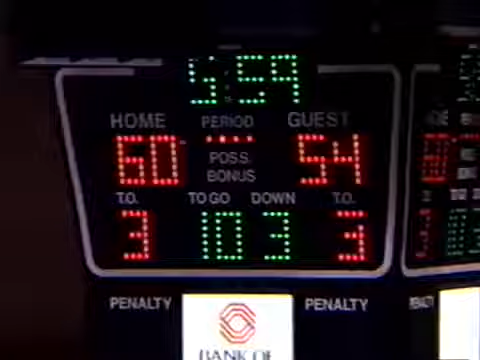 5:59
HOME PERIOD GUEST
60 54
POSS.
BONUS
T.O. TO GO DOWN T.O.
3 10 3 3
PENALTY PENALTY
BANK OF